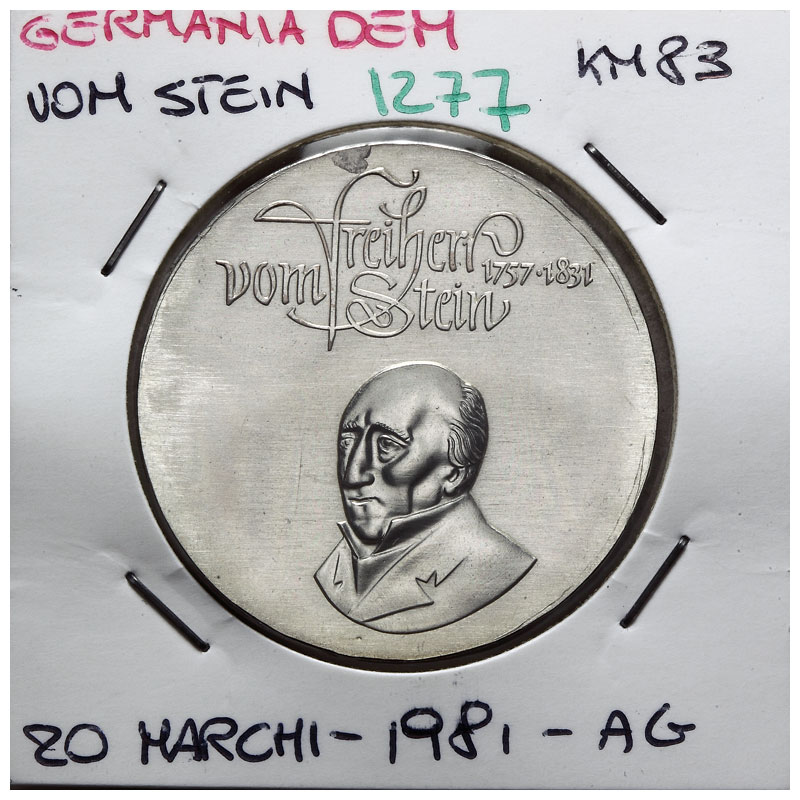 GERMANIA DEM
VOM STEIN 1277 KM83
Freiherr
vom Stein 1757·1831
20 MARCHI - 1981 - AG